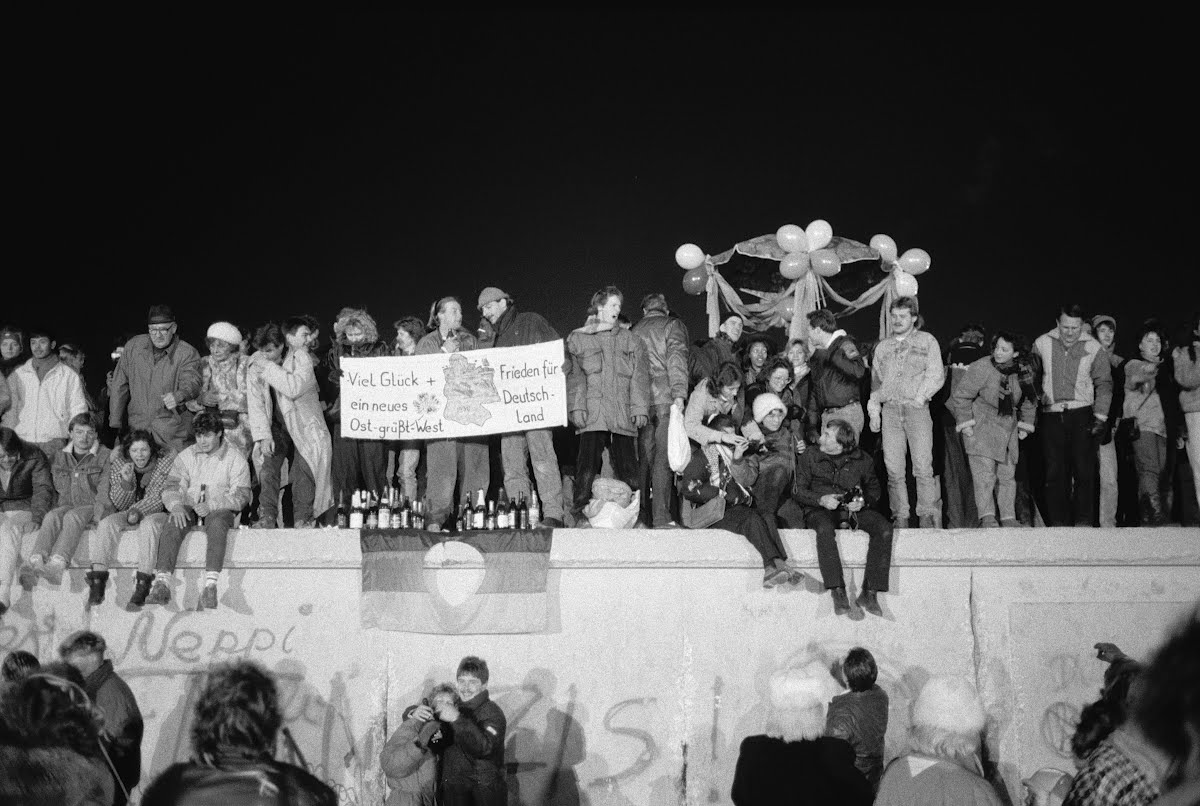 Viel Glück +
ein neues
Ost-grüßt-West
Frieden für
Deutsch-
Land
Neppi